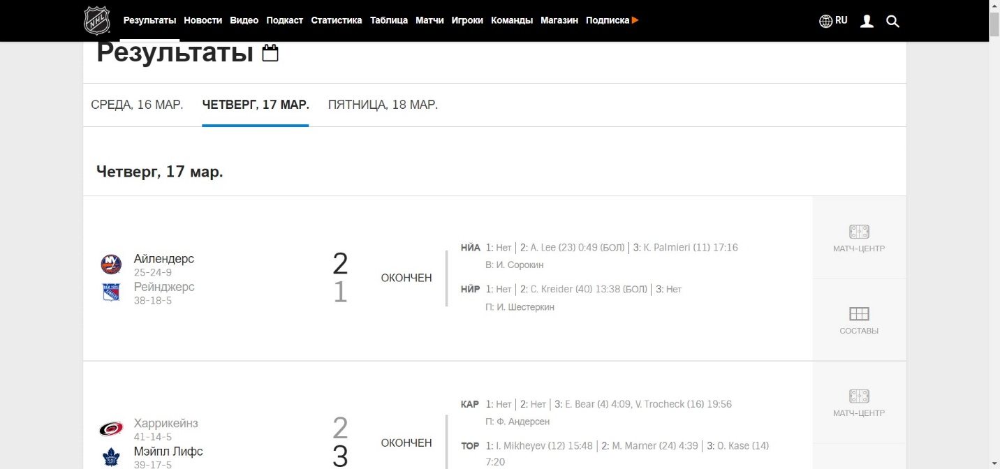 Результаты Новости Видео Подкаст Статистика Таблица Матчи Игроки Команды Магазин Подписка RU
Результаты
СРЕДА, 16 МАР. ЧЕТВЕРГ, 17 МАР. ПЯТНИЦА, 18 МАР.
Четверг, 17 мар.
Айлендерс
25-24-9
2
Рейнджерс
38-18-5
1
ОКОНЧЕН
НЙА 1: Нет | 2: A. Lee (23) 0:49 (БОЛ) | 3: K. Palmieri (11) 17:16
В: И. Сорокин
НЙР 1: Нет | 2: C. Kreider (40) 13:38 (БОЛ) | 3: Нет
П: И. Шестеркин
МАТЧ-ЦЕНТР
СОСТАВЫ
Харрикейнз
41-14-5
2
Мэйпл Лифс
39-17-5
3
ОКОНЧЕН
КАР 1: Нет | 2: Нет | 3: E. Bear (4) 4:09, V. Trocheck (16) 19:56
П: Ф. Андерсен
ТОР 1: I. Mikheyev (12) 15:48 | 2: M. Marner (24) 4:39 | 3: O. Kase (14)
7:20
МАТЧ-ЦЕНТР